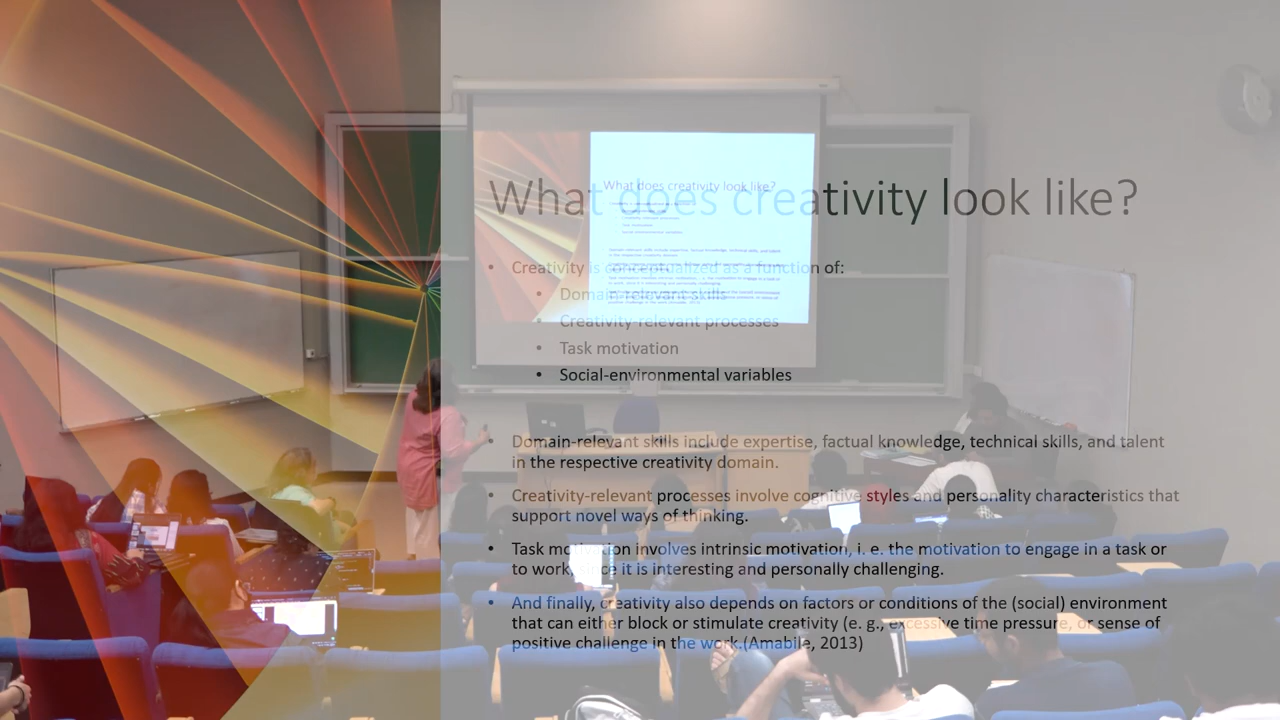 What does creativity look like?
• Creativity is conceptualized as a function of:
• Domain-relevant skills
• Creativity-relevant processes
• Task motivation
• Social-environmental variables
• Domain-relevant skills include expertise, factual knowledge, technical skills, and talent
in the respective creativity domain.
• Creativity-relevant processes involve cognitive styles and personality characteristics that
support novel ways of thinking.
• Task motivation involves intrinsic motivation, i. e. the motivation to engage in a task or
to work, since it is interesting and personally challenging.
• And finally, creativity also depends on factors or conditions of the (social) environment
that can either block or stimulate creativity (e. g., excessive time pressure, or sense of
positive challenge in the work.(Amabile, 2013)
What does creativity look like?